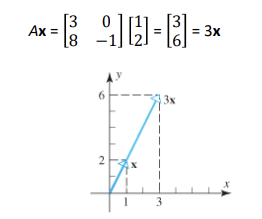 Ax = [3 0; 8 −1] [1; 2] = [3; 6] = 3x
y
6
3x
2
x
x
1 3